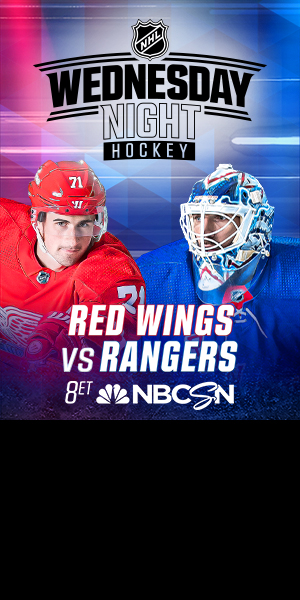 NHL
WEDNESDAY
NIGHT
HOCKEY
71
71
RED WINGS
VS RANGERS
8ET NBCSN